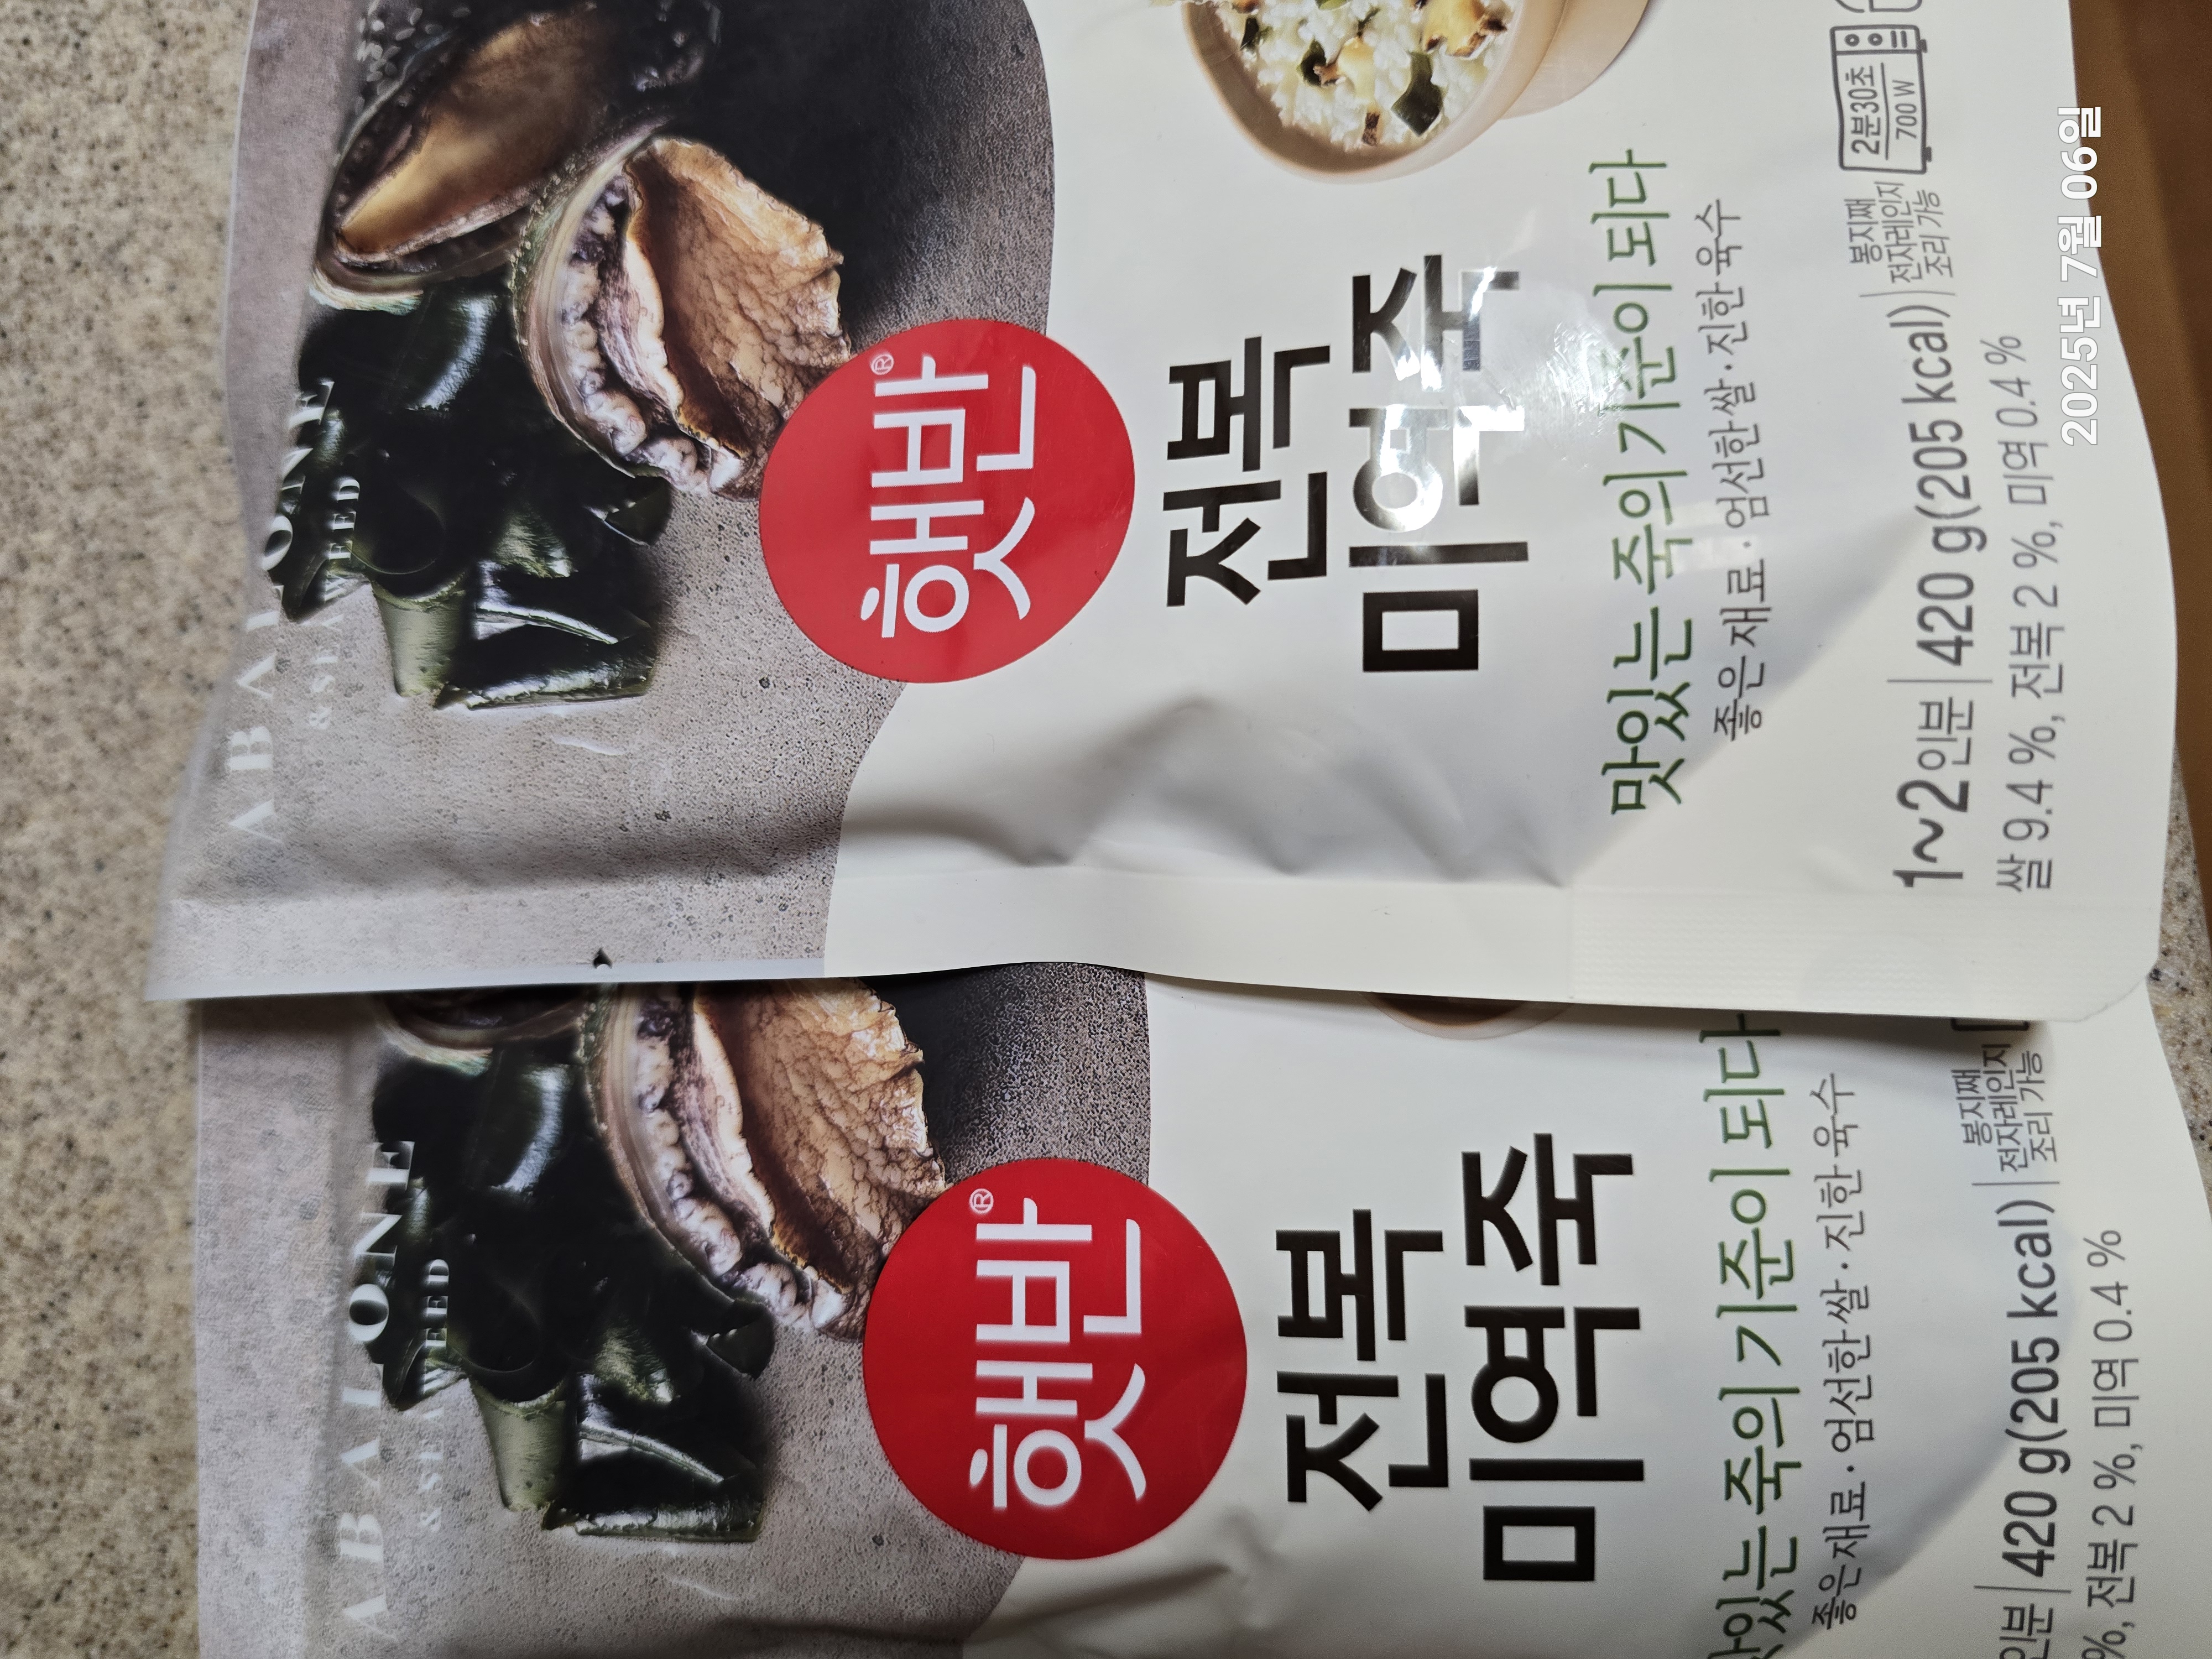 ABALONE
& SEAWEED
햇반®
전복
미역죽
맛있는 죽의 기준이 되다
좋은 재료 · 엄선한 쌀 · 진한 육수
1~2인분 | 420 g(205 kcal) | 봉지째 전자레인지 조리 가능
2분30초
700 W
쌀 9.4 %, 전복 2 %, 미역 0.4 %
ABALONE
& SEAWEED
햇반®
전복
미역죽
맛있는 죽의 기준이 되다
좋은 재료 · 엄선한 쌀 · 진한 육수
인분 | 420 g(205 kcal) | 봉지째 전자레인지 조리 가능
%, 전복 2 %, 미역 0.4 %
2025년 7월 06일